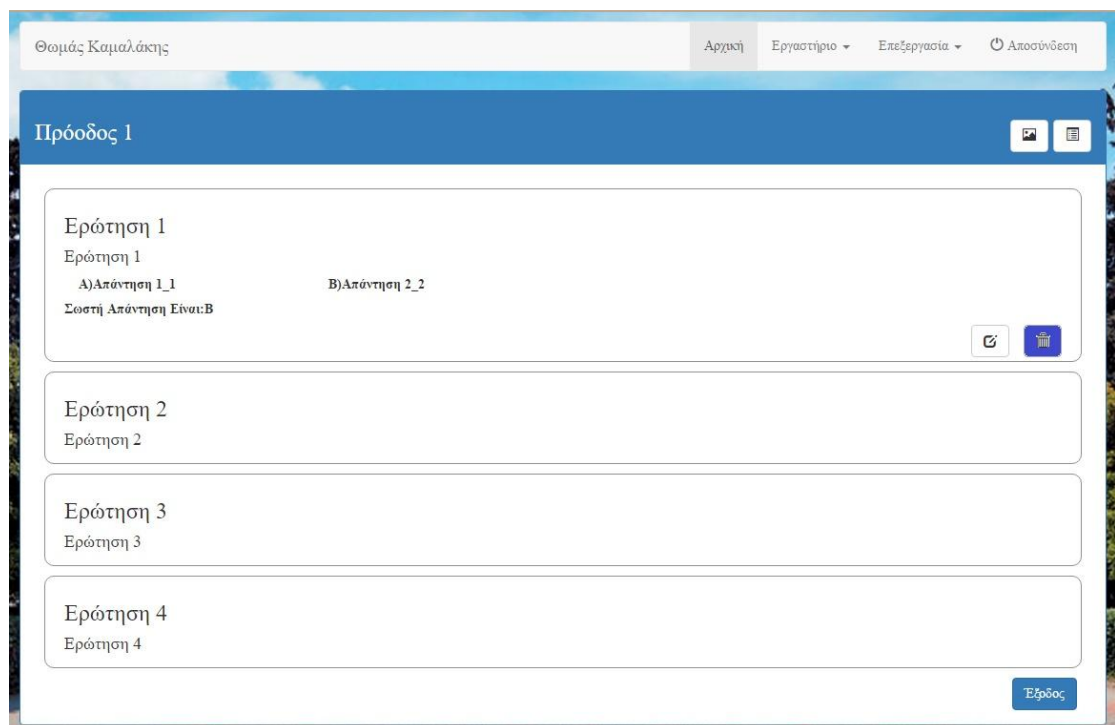 Θωμάς Καμαλάκης Αρχική Εργαστήριο Επεξεργασία Αποσύνδεση
Πρόοδος 1
Ερώτηση 1
Ερώτηση 1
Α)Απάντηση 1_1 Β)Απάντηση 2_2
Σωστή Απάντηση Είναι:Β
Ερώτηση 2
Ερώτηση 2
Ερώτηση 3
Ερώτηση 3
Ερώτηση 4
Ερώτηση 4
Έξοδος